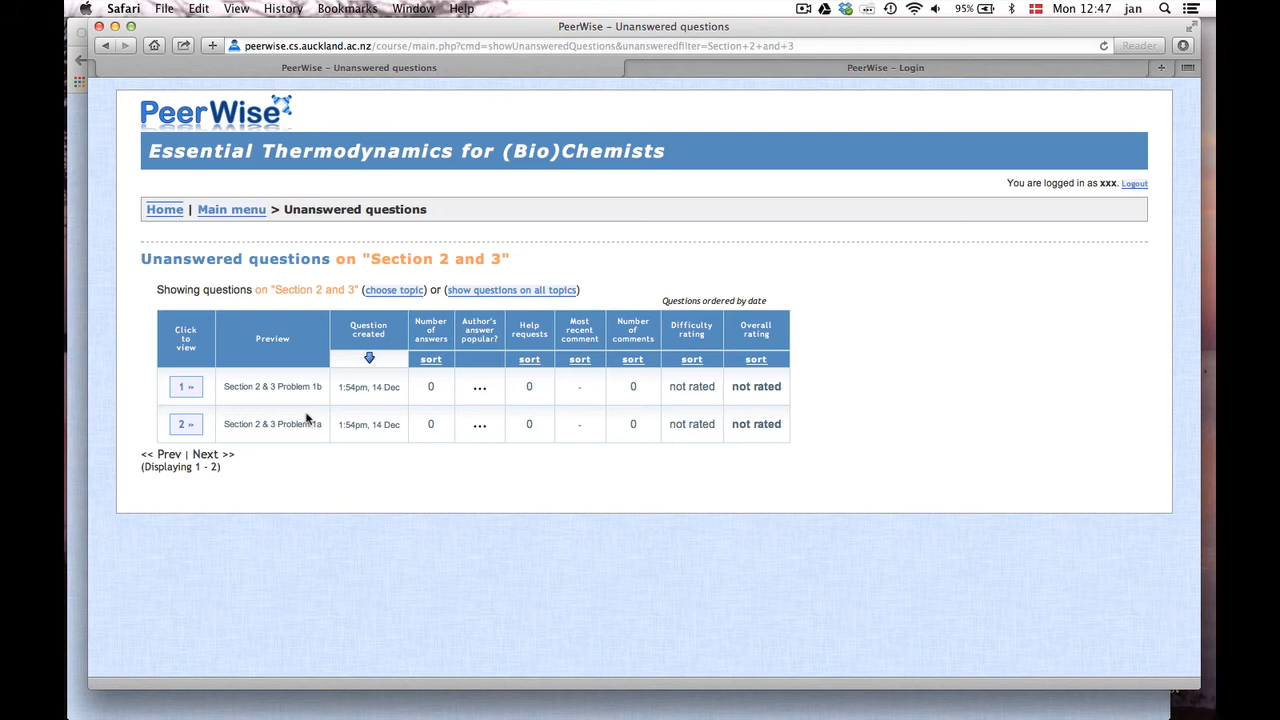 Safari File Edit View History Bookmarks Window Help 95% Mon 12:47 jan
PeerWise – Unanswered questions
peerwise.cs.auckland.ac.nz/course/main.php?cmd=showUnansweredQuestions&unansweredfilter=Section+2+and+3 Reader
PeerWise – Unanswered questions PeerWise – Login
PeerWise
Essential Thermodynamics for (Bio)Chemists
You are logged in as xxx. Logout
Home | Main menu > Unanswered questions
Unanswered questions on "Section 2 and 3"
Showing questions on "Section 2 and 3" (choose topic) or (show questions on all topics)
Questions ordered by date
Click to view Preview Question created Number of answers Author's answer popular? Help requests Most recent comment Number of comments Difficulty rating Overall rating
sort sort sort sort sort sort
1 » Section 2 & 3 Problem 1b 1:54pm, 14 Dec 0 ... 0 - 0 not rated not rated
2 » Section 2 & 3 Problem 1a 1:54pm, 14 Dec 0 ... 0 - 0 not rated not rated
<< Prev | Next >>
(Displaying 1 - 2)